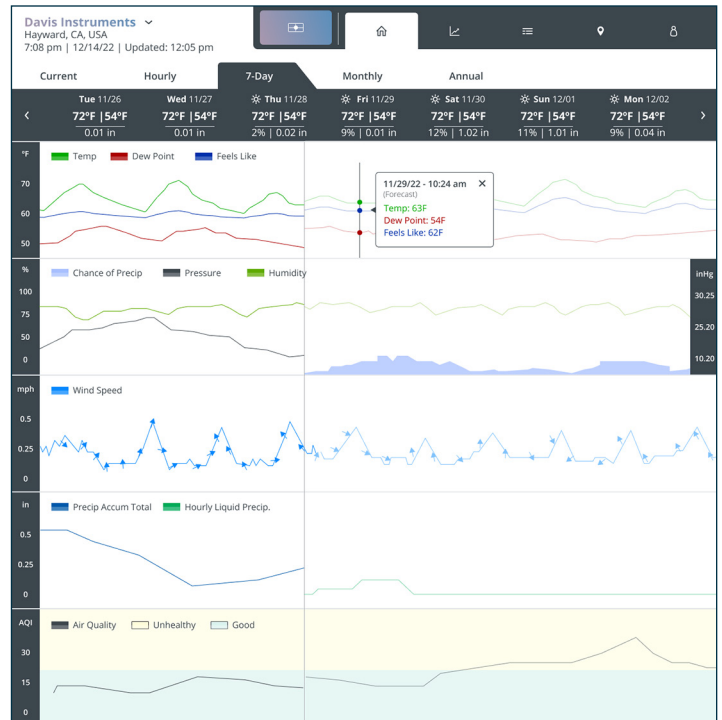 Davis Instruments
Hayward, CA, USA
7:08 pm | 12/14/22 | Updated: 12:05 pm
Current Hourly 7-Day Monthly Annual
Tue 11/26 Wed 11/27 Thu 11/28 Fri 11/29 Sat 11/30 Sun 12/01 Mon 12/02
72°F |54°F 72°F |54°F 72°F |54°F 72°F |54°F 72°F |54°F 72°F |54°F 72°F |54°F
0.01 in 0.01 in 2% | 0.02 in 9% | 0.01 in 12% | 1.02 in 11% | 1.01 in 9% | 0.04 in
°F Temp Dew Point Feels Like
70
60
50
11/29/22 - 10:24 am
(Forecast)
Temp: 63F
Dew Point: 54F
Feels Like: 62F
% Chance of Precip Pressure Humidity inHg
100
75
50
0
30.25
25.20
10.20
mph Wind Speed
0.5
0.25
0
in Precip Accum Total Hourly Liquid Precip.
0.5
0.25
0
AQI Air Quality Unhealthy Good
30
15
0